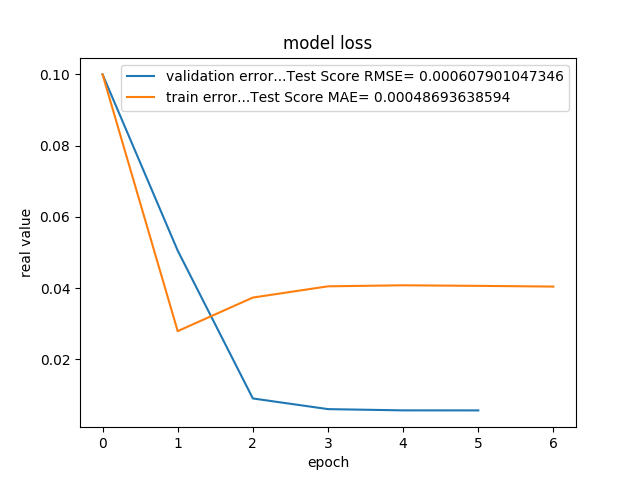 model loss
validation error...Test Score RMSE= 0.000607901047346
train error...Test Score MAE= 0.00048693638594
0.10
0.08
0.06
0.04
0.02
real value
0 1 2 3 4 5 6
epoch